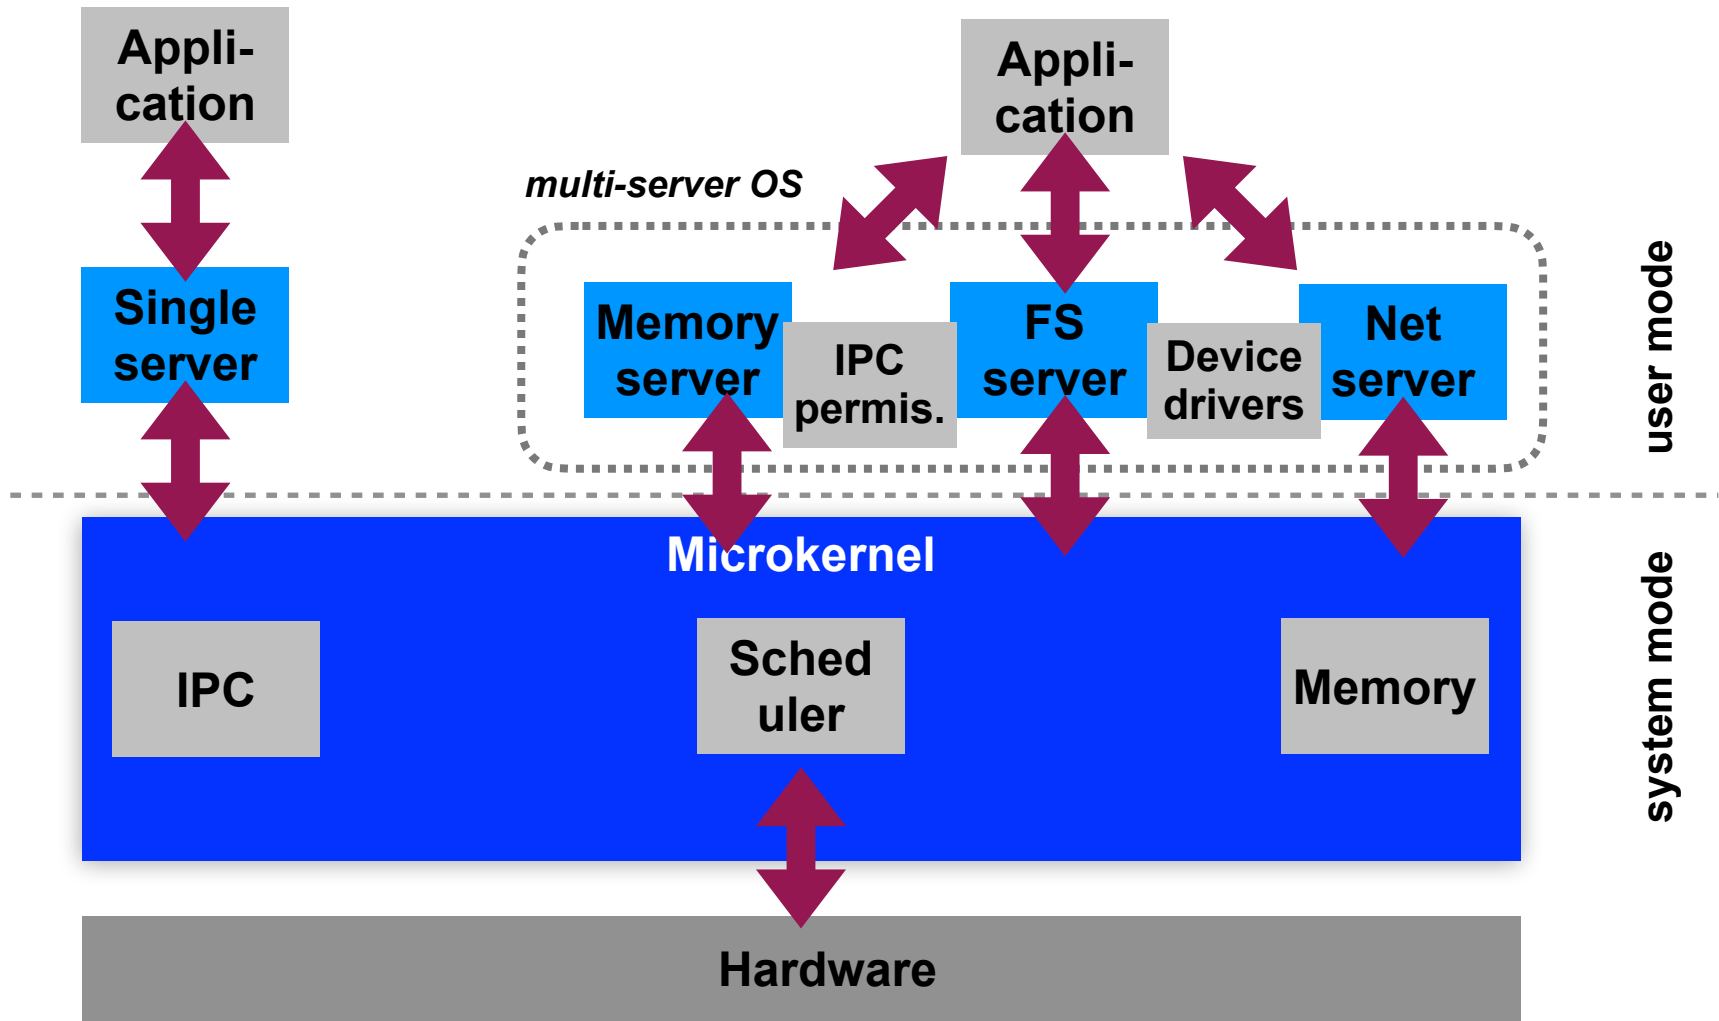 Appli-
cation
Appli-
cation
multi-server OS
Single
server
Memory
server
IPC
permis.
FS
server
Device
drivers
Net
server
user mode
Microkernel
IPC
Sched
uler
Memory
system mode
Hardware